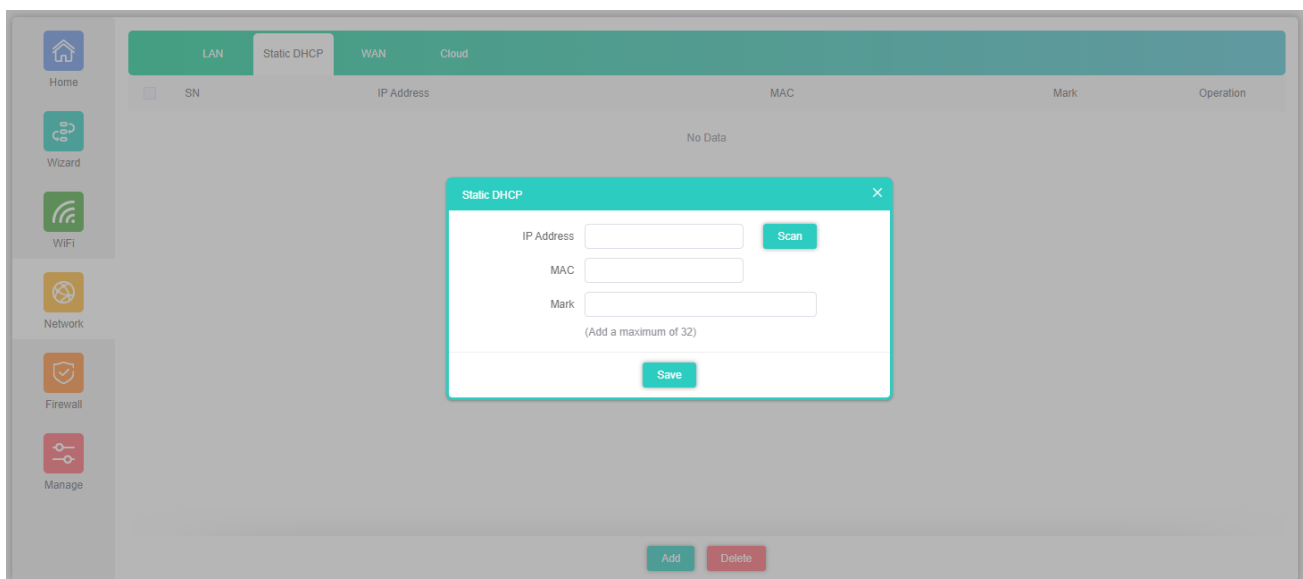 Home
Wizard
WiFi
Network
Firewall
Manage
LAN Static DHCP WAN Cloud
SN IP Address MAC Mark Operation
No Data
Static DHCP
IP Address Scan
MAC
Mark
(Add a maximum of 32)
Save
Add Delete